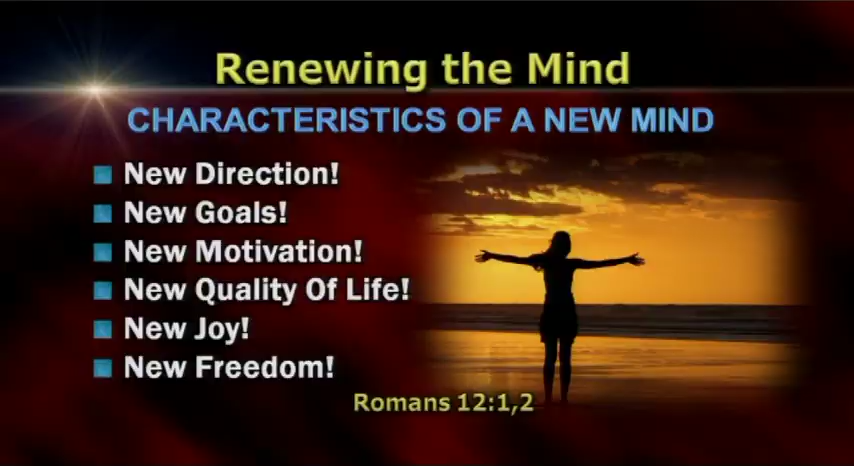 Renewing the Mind
CHARACTERISTICS OF A NEW MIND
New Direction!
New Goals!
New Motivation!
New Quality Of Life!
New Joy!
New Freedom!
Romans 12:1,2